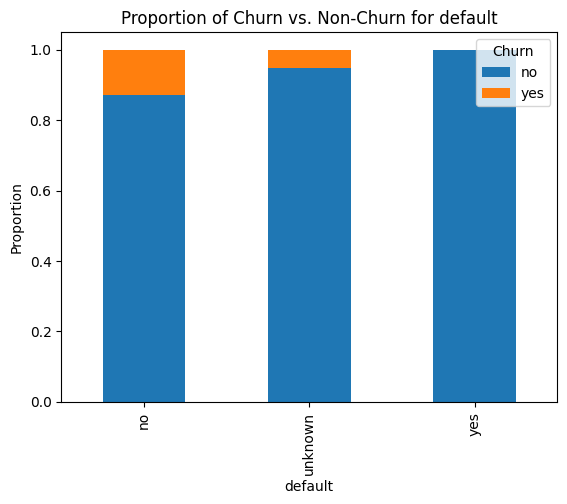 Proportion of Churn vs. Non-Churn for default
Churn
no
yes
1.0
0.8
0.6
0.4
0.2
0.0
Proportion
no
unknown
yes
default